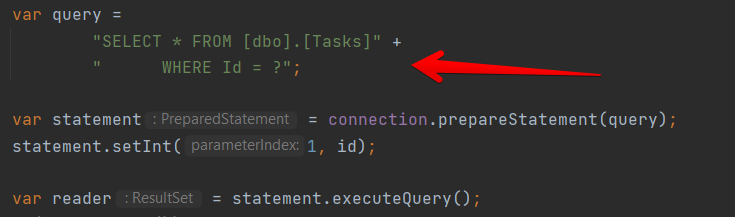 var query =
"SELECT * FROM [dbo].[Tasks]" +
"      WHERE Id = ?";
var statement : PreparedStatement = connection.prepareStatement(query);
statement.setInt( parameterIndex: 1, id);
var reader : ResultSet = statement.executeQuery();